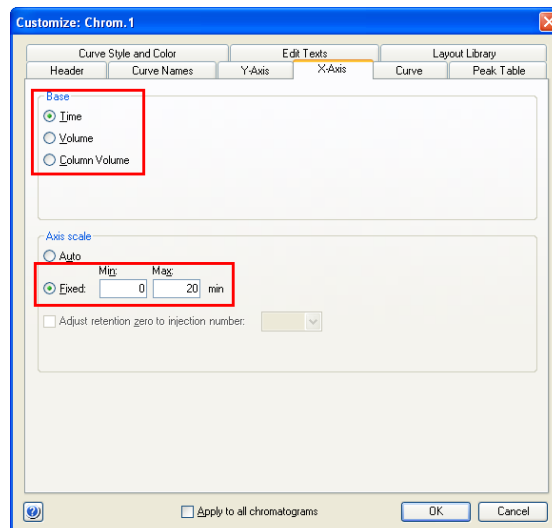 Customize: Chrom.1
Curve Style and Color Edit Texts Layout Library
Header Curve Names Y-Axis X-Axis Curve Peak Table
Base
Time
Volume
Column Volume
Axis scale
Auto
Min: Max:
Fixed: 0 20 min
Adjust retention zero to injection number:
Apply to all chromatograms OK Cancel